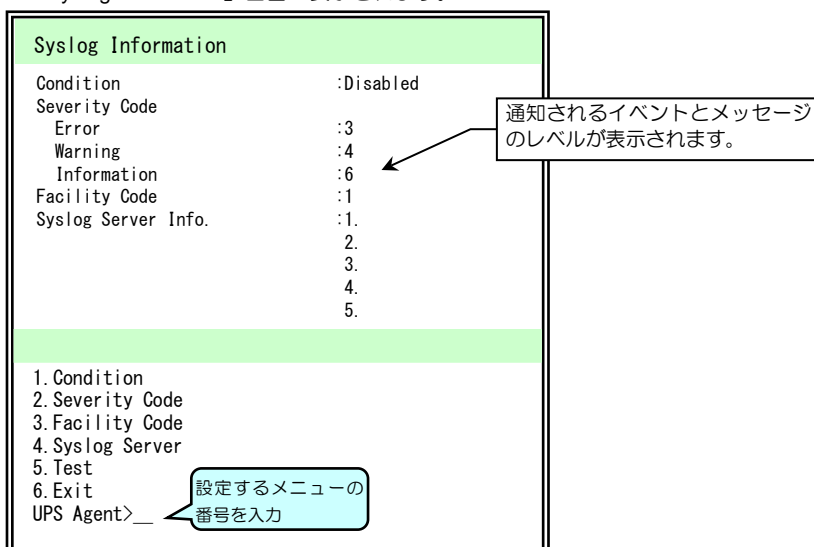 Syslog Information
Condition :Disabled
Severity Code
Error :3
Warning :4
Information :6
Facility Code :1
Syslog Server Info. :1.
2.
3.
4.
5.
通知されるイベントとメッセージ
のレベルが表示されます。
1.Condition
2.Severity Code
3.Facility Code
4.Syslog Server
5.Test
6.Exit
UPS Agent>__
設定するメニューの
番号を入力